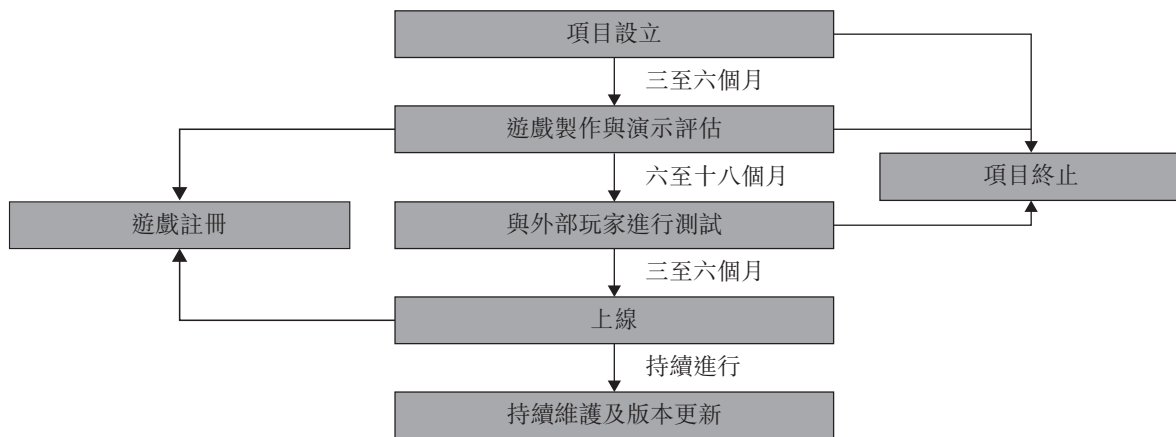 項目設立
三至六個月
遊戲製作與演示評估
六至十八個月
項目終止
遊戲註冊
與外部玩家進行測試
三至六個月
上線
持續進行
持續維護及版本更新